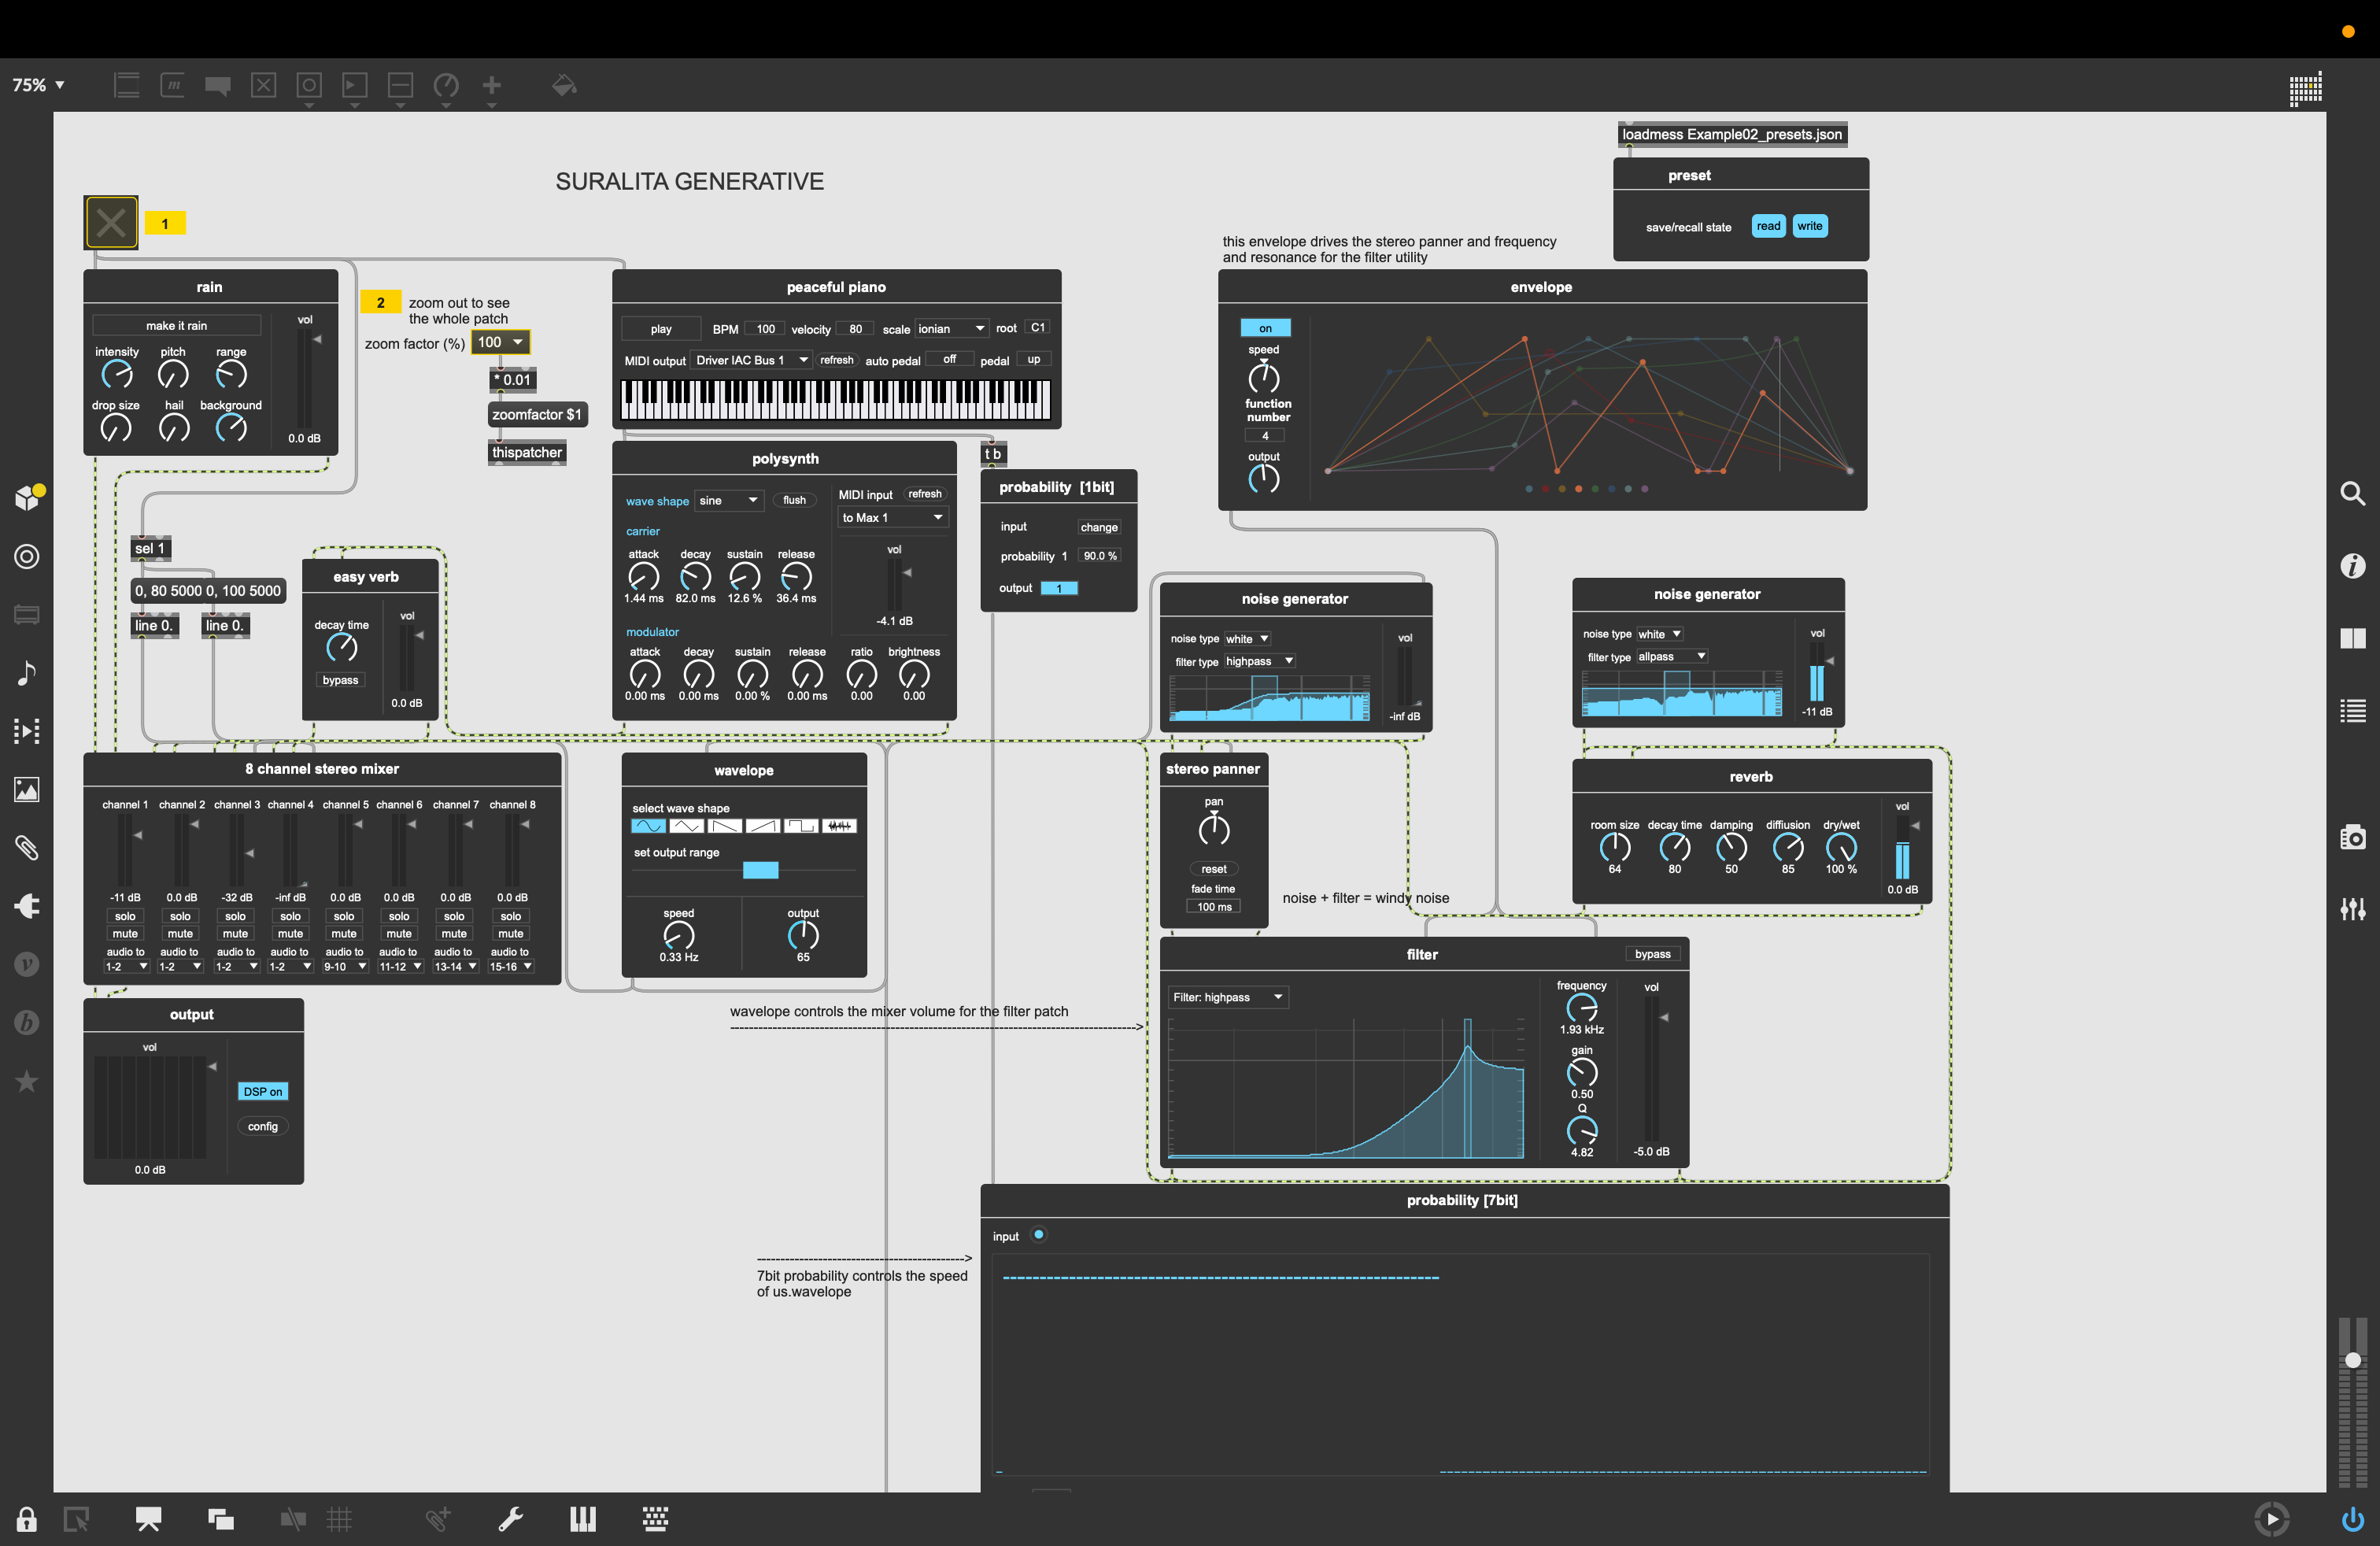 75%
loadmess Example02_presets.json
SURALITA GENERATIVE
preset
save/recall state read write
1
this envelope drives the stereo panner and frequency
and resonance for the filter utility
rain
make it rain
vol
intensity pitch range
drop size hail background
0.0 dB
2 zoom out to see
the whole patch
zoom factor (%) 100
* 0.01
zoomfactor $1
thispatcher
peaceful piano
play BPM 100 velocity 80 scale ionian root C1
MIDI output Driver IAC Bus 1 refresh auto pedal off pedal up
envelope
on
speed
function
number
4
output
polysynth
wave shape sine flush MIDI input refresh
to Max 1
carrier
attack decay sustain release
1.44 ms 82.0 ms 12.6 % 36.4 ms
vol
-4.1 dB
modulator
attack decay sustain release ratio brightness
0.00 ms 0.00 ms 0.00 % 0.00 ms 0.00 0.00
t b
probability [1bit]
input change
probability 1 90.0 %
output 1
sel 1
0, 80 5000 0, 100 5000
line 0. line 0.
easy verb
decay time
bypass
vol
0.0 dB
noise generator
noise type white
filter type highpass
vol
-inf dB
noise generator
noise type white
filter type allpass
vol
-11 dB
8 channel stereo mixer
channel 1 channel 2 channel 3 channel 4 channel 5 channel 6 channel 7 channel 8
-11 dB 0.0 dB -32 dB -inf dB 0.0 dB 0.0 dB 0.0 dB 0.0 dB
solo solo solo solo solo solo solo solo
mute mute mute mute mute mute mute mute
audio to audio to audio to audio to audio to audio to audio to audio to
1-2 1-2 1-2 1-2 9-10 11-12 13-14 15-16
wavelope
select wave shape
set output range
speed output
0.33 Hz 65
stereo panner
pan
reset
fade time
100 ms
reverb
room size decay time damping diffiusion dry/wet
64 80 50 85 100 %
vol
0.0 dB
noise + filter = windy noise
output
vol
DSP on
config
0.0 dB
wavelope controls the mixer volume for the filter patch
filter bypass
Filter: highpass
frequency
1.93 kHz
gain
0.50
Q
4.82
vol
-5.0 dB
probability [7bit]
input
7bit probability controls the speed
of us.wavelope